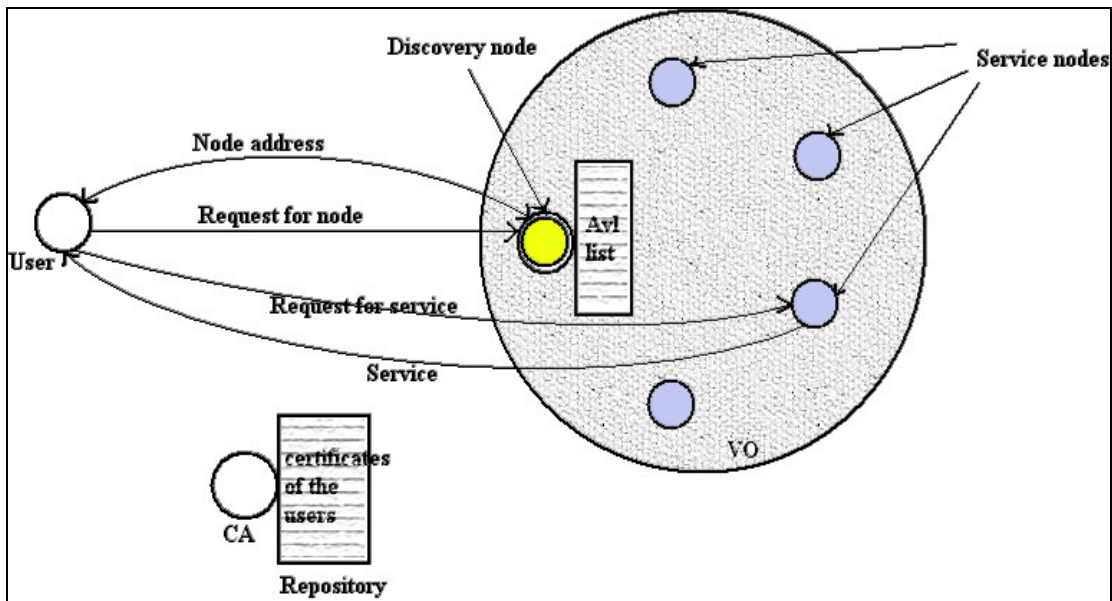 Discovery node
Service nodes
Node address
Request for node
Avl
list
User
Request for service
Service
VO
certificates
of the
users
CA
Repository